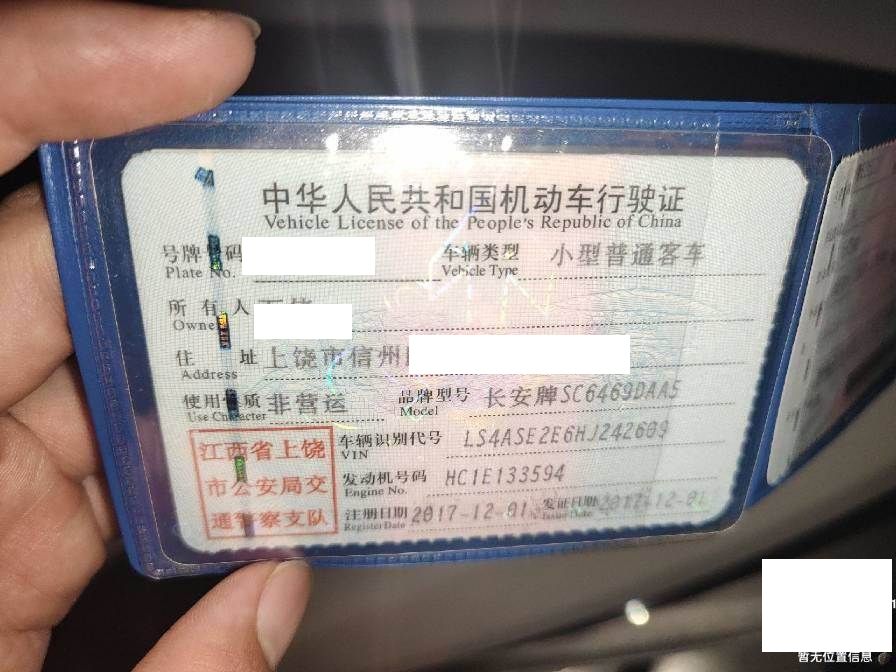 中华人民共和国机动车行驶证
Vehicle License of the People's Republic of China
号牌号码 车辆类型 小型普通客车
Plate No. Vehicle Type
所有人
Owner
住址 上饶市信州
Address
使用性质 非营运 品牌型号 长安牌SC6469DAA5
Use Character Model
江西省上饶
市公安局交
通警察支队
车辆识别代号 LS4ASE2E6HJ242609
VIN
发动机号码 HC1E133594
Engine No.
注册日期 2017-12-01 发证日期 2017-12-01
Register Date Issue Date
暂无位置信息